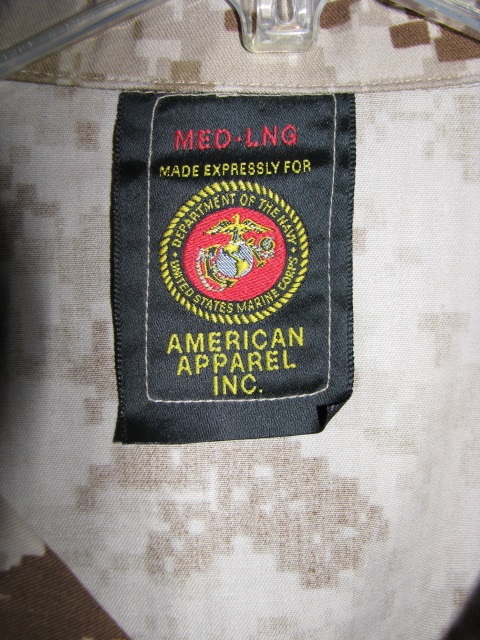 MED-LNG
MADE EXPRESSLY FOR
DEPARTMENT OF THE NAVY
UNITED STATES MARINE CORPS
AMERICAN
APPAREL
INC.